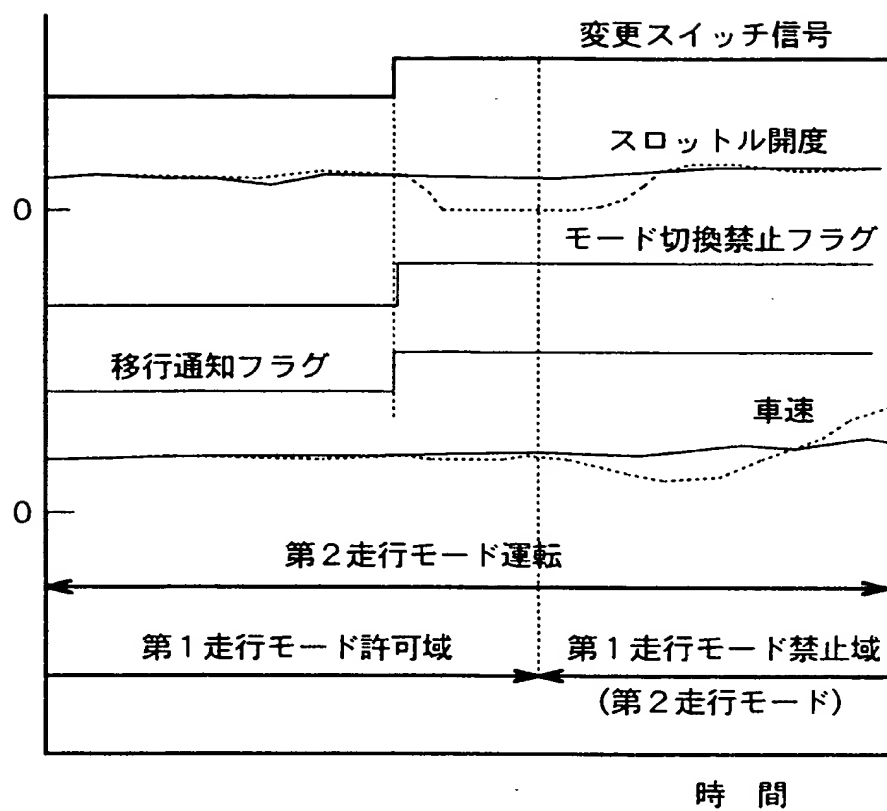 変更スイッチ信号
スロットル開度
0
モード切換禁止フラグ
移行通知フラグ
車速
0
第2走行モード運転
第1走行モード許可域
第1走行モード禁止域
(第2走行モード)
時 間